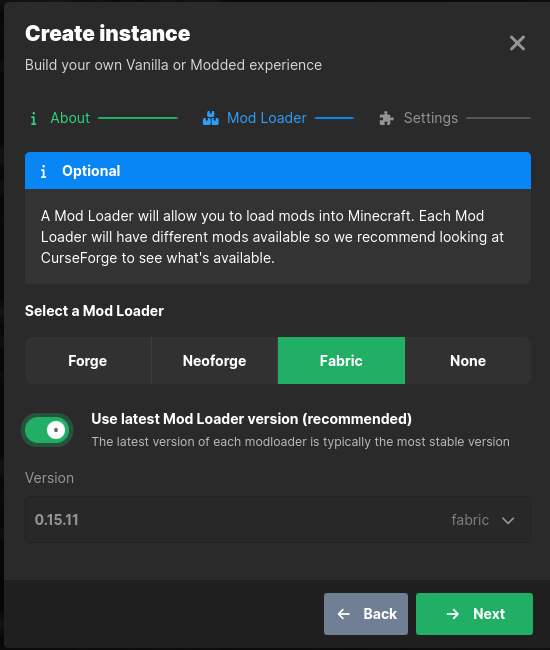 Create instance
Build your own Vanilla or Modded experience
About
Mod Loader
Settings
Optional
A Mod Loader will allow you to load mods into Minecraft. Each Mod
Loader will have different mods available so we recommend looking at
CurseForge to see what's available.
Select a Mod Loader
Forge
Neoforge
Fabric
None
Use latest Mod Loader version (recommended)
The latest version of each modloader is typically the most stable version
Version
0.15.11
fabric
Back
Next